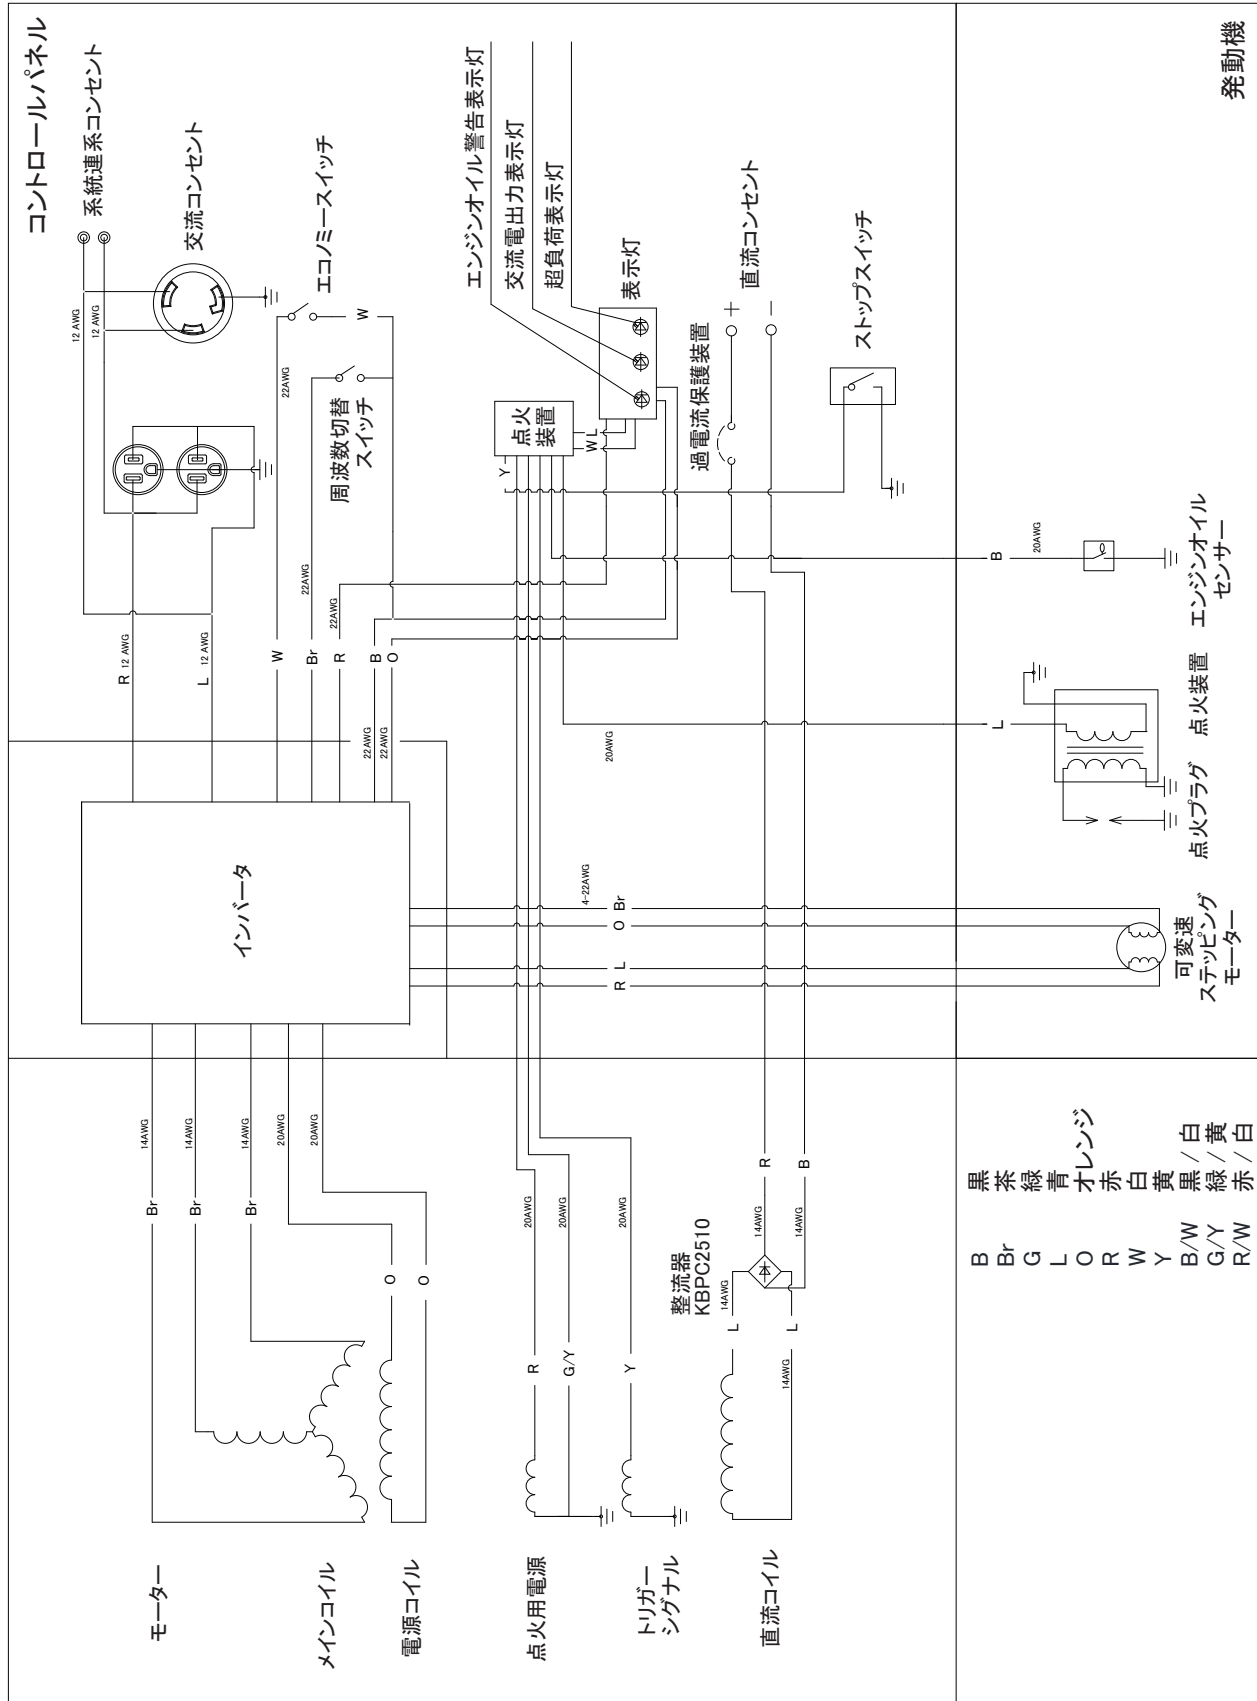 コントロールパネル
系統連系コンセント
交流コンセント
エコノミースイッチ
周波数切替
スイッチ
エンジンオイル警告表示灯
交流電出力表示灯
超負荷表示灯
表示灯
点火
装置
過電流保護装置
直流コンセント
+
−
ストップスイッチ
12 AWG
12 AWG
22AWG
W
W
Br
R
B
O
22AWG
22AWG
22AWG
22AWG
R 12 AWG
L 12 AWG
Y
WL
W
インバータ
20AWG
4-22AWG
Br
O
L
R
発動機
B
20AWG
エンジンオイル
センサー
L
点火装置
点火プラグ
可変速
ステッピング
モーター
モーター
メインコイル
電源コイル
点火用電源
トリガー
シグナル
直流コイル
Br 14AWG
Br 14AWG
Br 14AWG
20AWG
20AWG
O
O
R 20AWG
G/Y 20AWG
Y 20AWG
整流器
KBPC2510
L 14AWG
L
14AWG
R
14AWG
B
14AWG
B 黒
Br 茶
G 緑
L 青
O オレンジ
R 赤
W 白
Y 黄
B/W 黒/白
G/Y 緑/黄
R/W 赤/白